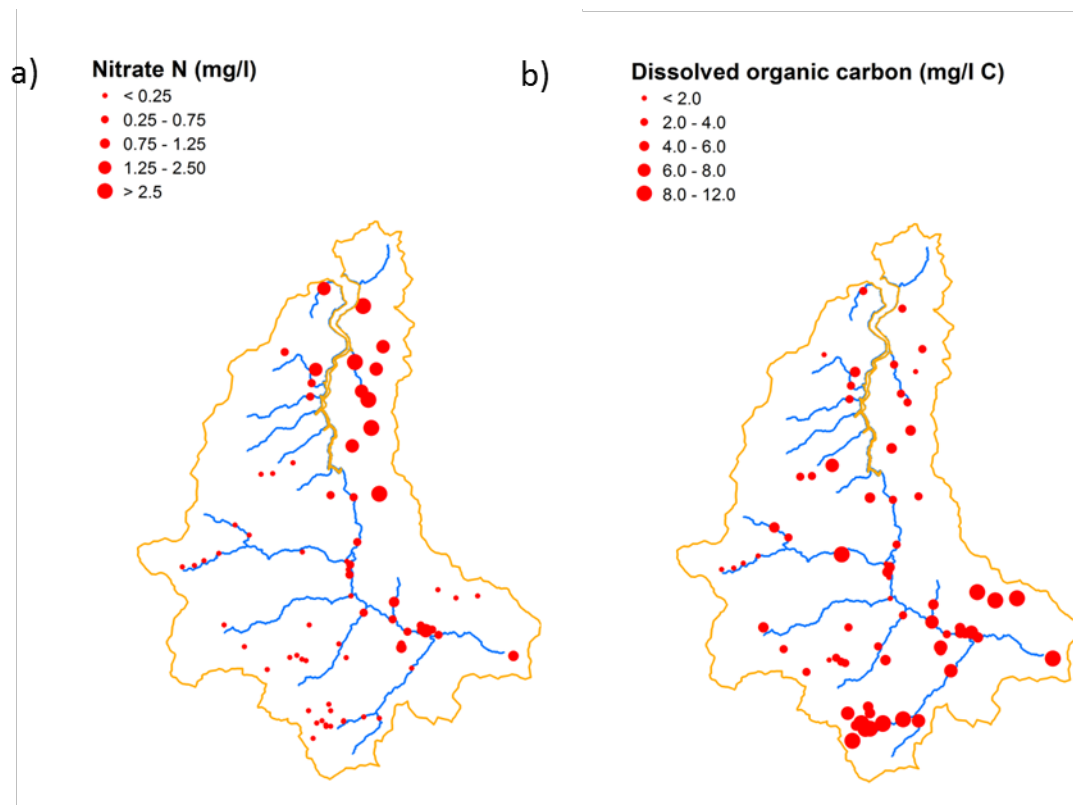 a)
Nitrate N (mg/l)
< 0.25
0.25 - 0.75
0.75 - 1.25
1.25 - 2.50
> 2.5
b)
Dissolved organic carbon (mg/l C)
< 2.0
2.0 - 4.0
4.0 - 6.0
6.0 - 8.0
8.0 - 12.0